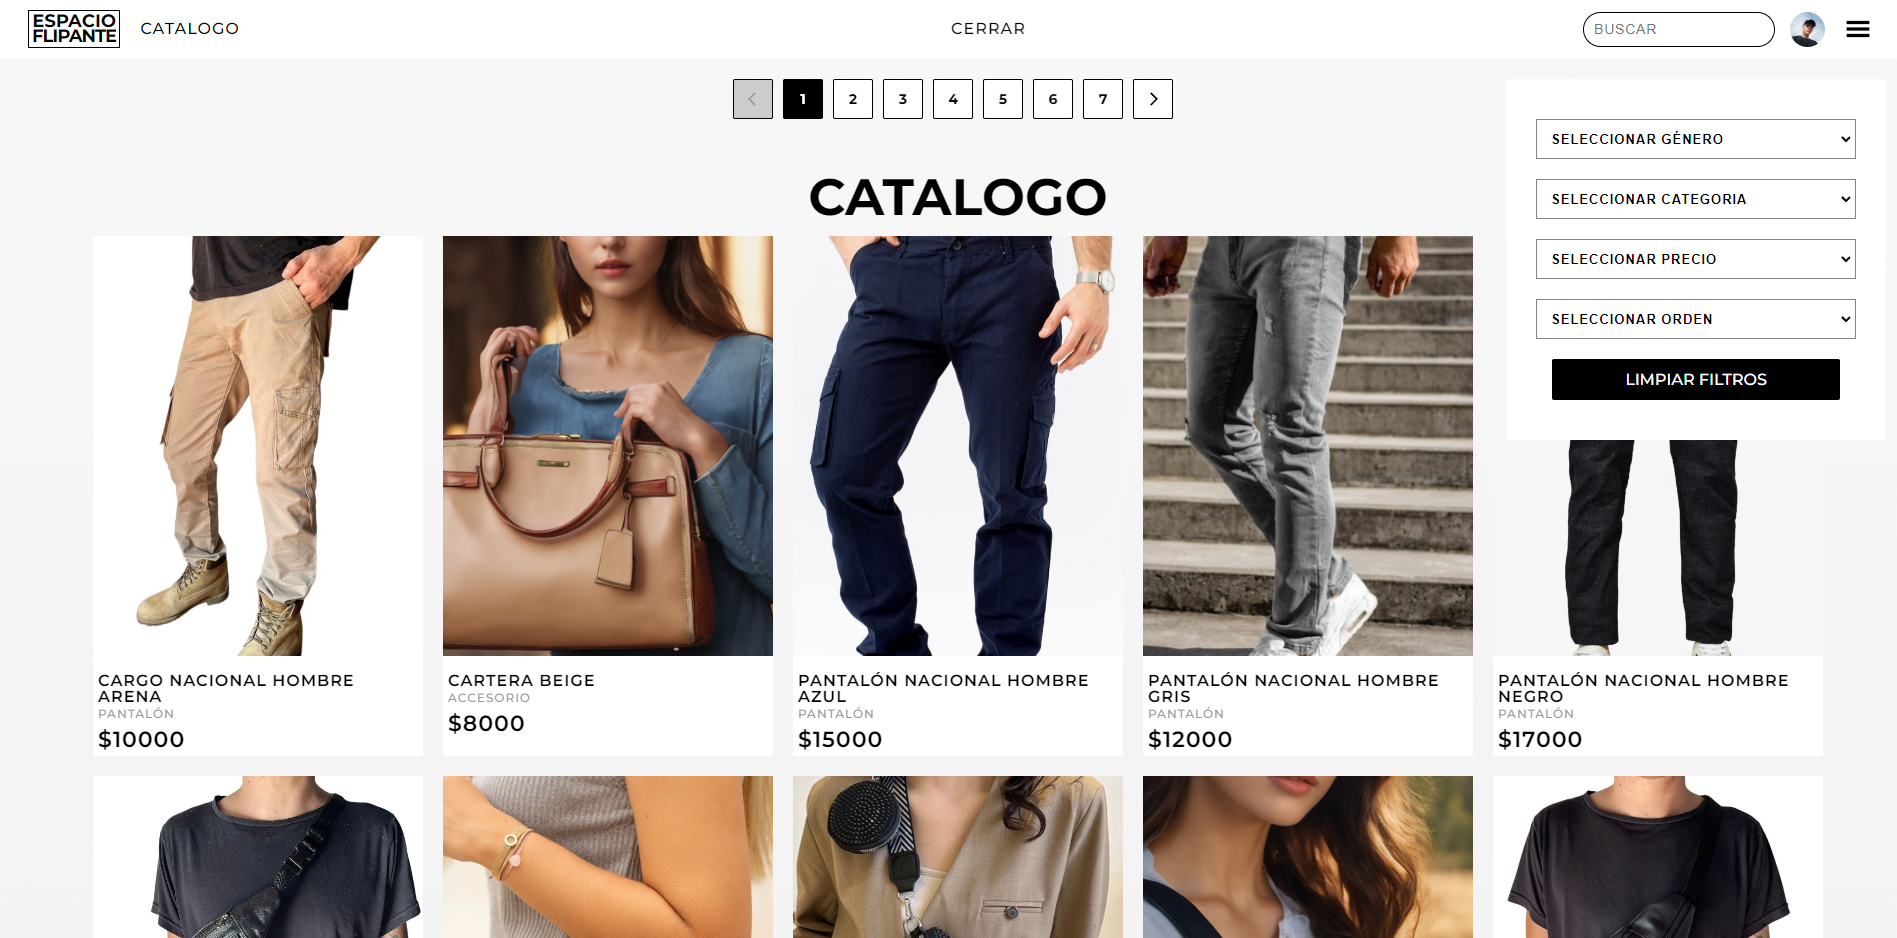 ESPACIO
FLIPANTE
CATALOGO
CERRAR
BUSCAR
1 2 3 4 5 6 7
SELECCIONAR GÉNERO
SELECCIONAR CATEGORIA
SELECCIONAR PRECIO
SELECCIONAR ORDEN
LIMPIAR FILTROS
CATALOGO
CARGO NACIONAL HOMBRE
ARENA
PANTALÓN
$10000
CARTERA BEIGE
ACCESORIO
$8000
PANTALÓN NACIONAL HOMBRE
AZUL
PANTALÓN
$15000
PANTALÓN NACIONAL HOMBRE
GRIS
PANTALÓN
$12000
PANTALÓN NACIONAL HOMBRE
NEGRO
PANTALÓN
$17000